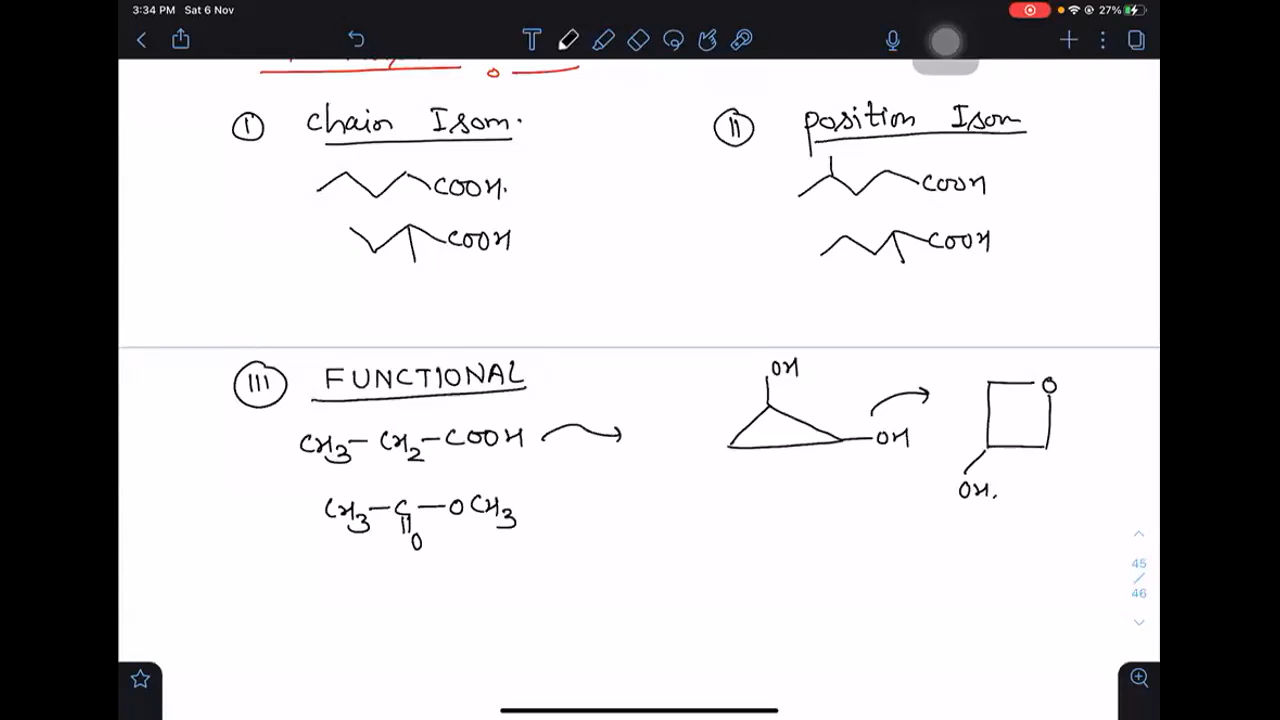 3:34 PM Sat 6 Nov
27%
T
I chain Isom.
II position Isom
COOH.
COOH
COOH
COOH
III FUNCTIONAL
CH3-CH2-COOH
OH
OH
O
OH.
CH3-C-OCH3
O
45
/
46